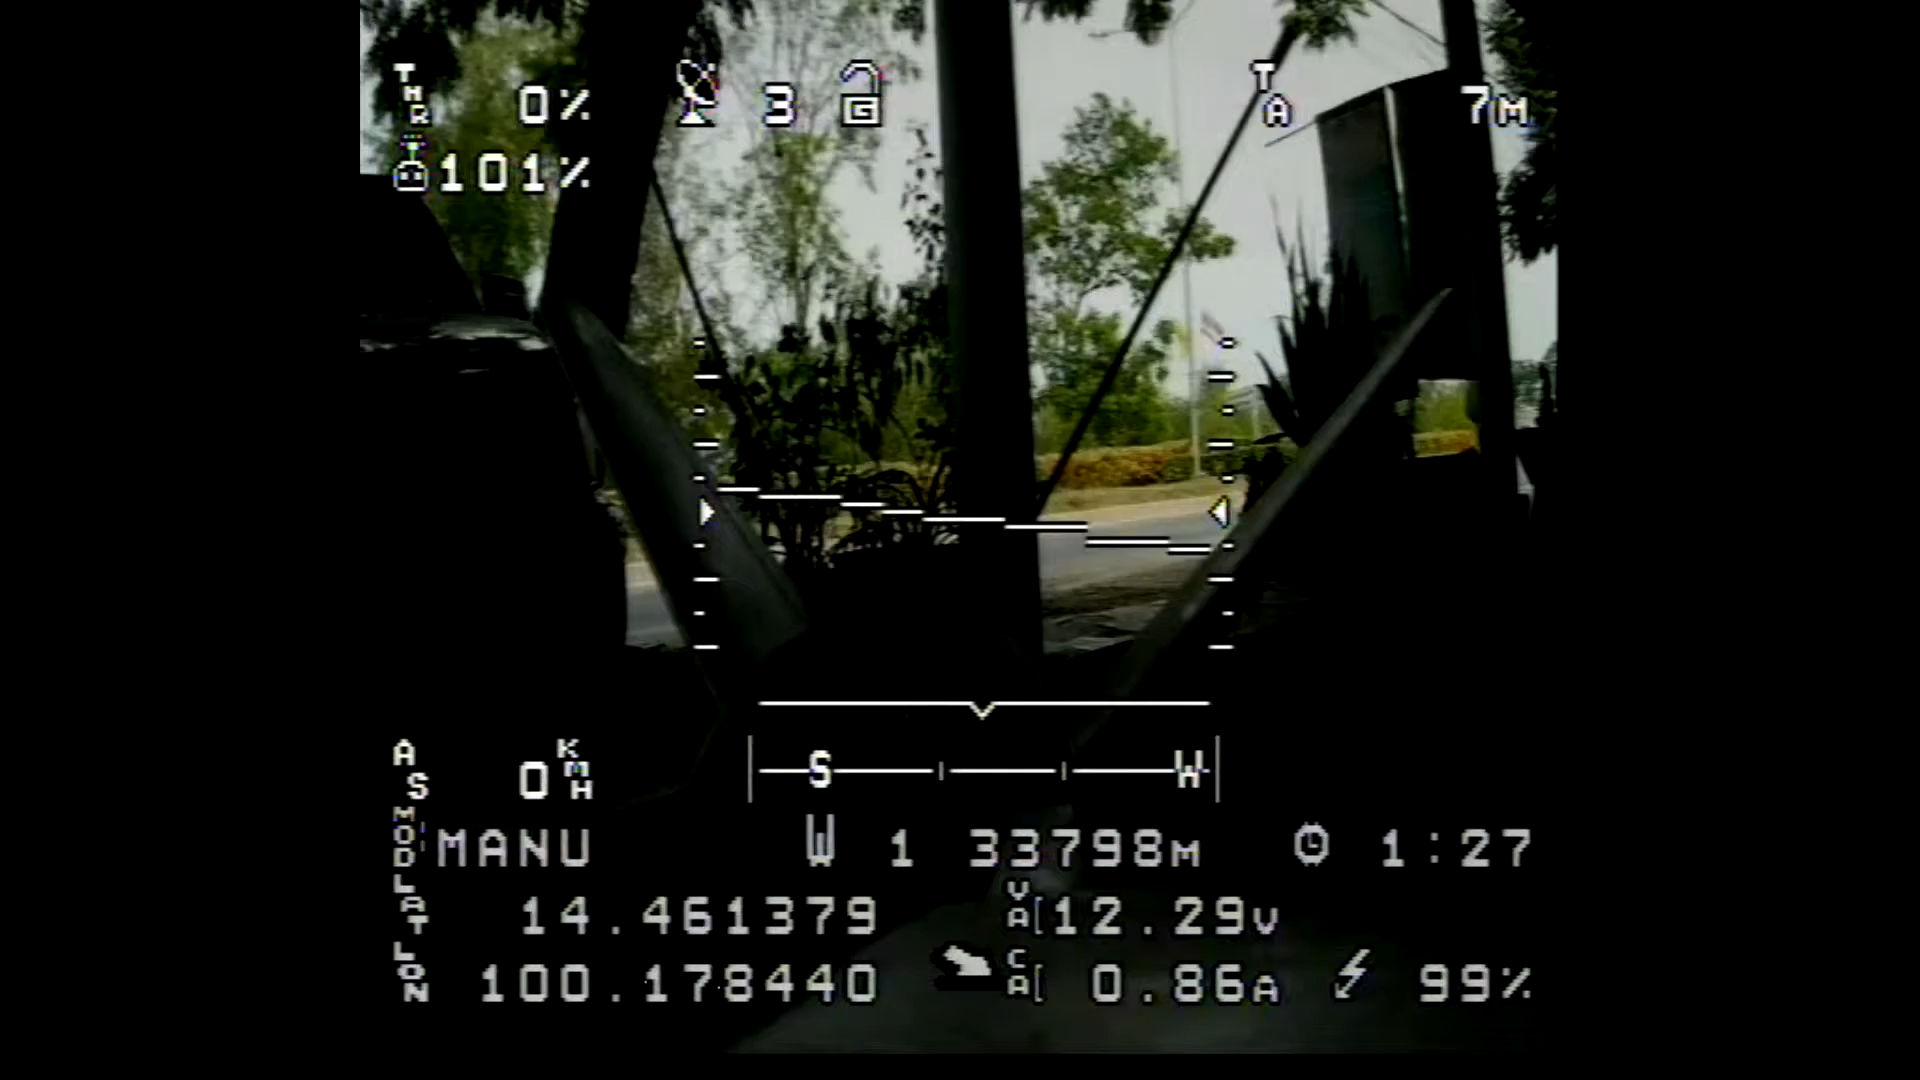 THR 0% 3 G TA 7M
101%
AS 0 KMH
S W
MOD MANU W 1 33798M 1:27
LAT 14.461379 VA 12.29V
LON 100.178440 CA 0.86A 99%